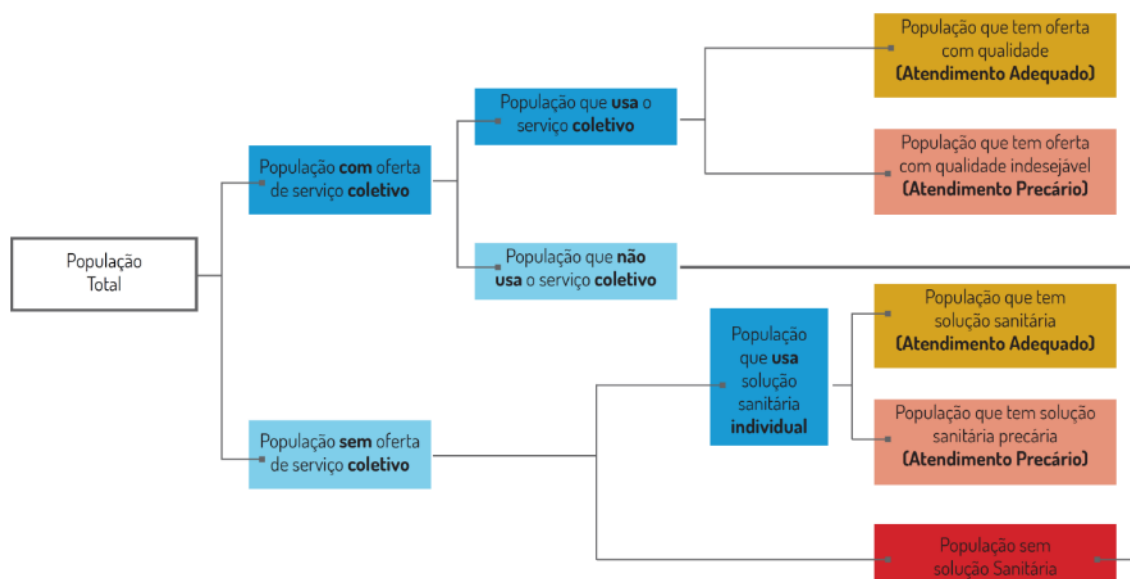 População que tem oferta
com qualidade
(Atendimento Adequado)
População que usa o
serviço coletivo
População que tem oferta
com qualidade indesejável
(Atendimento Precário)
População com oferta
de serviço coletivo
População
Total
População que não
usa o serviço coletivo
População que tem
solução sanitária
(Atendimento Adequado)
População
que usa
solução
sanitária
individual
População que tem solução
sanitária precária
(Atendimento Precário)
População sem oferta
de serviço coletivo
População sem
solução Sanitária